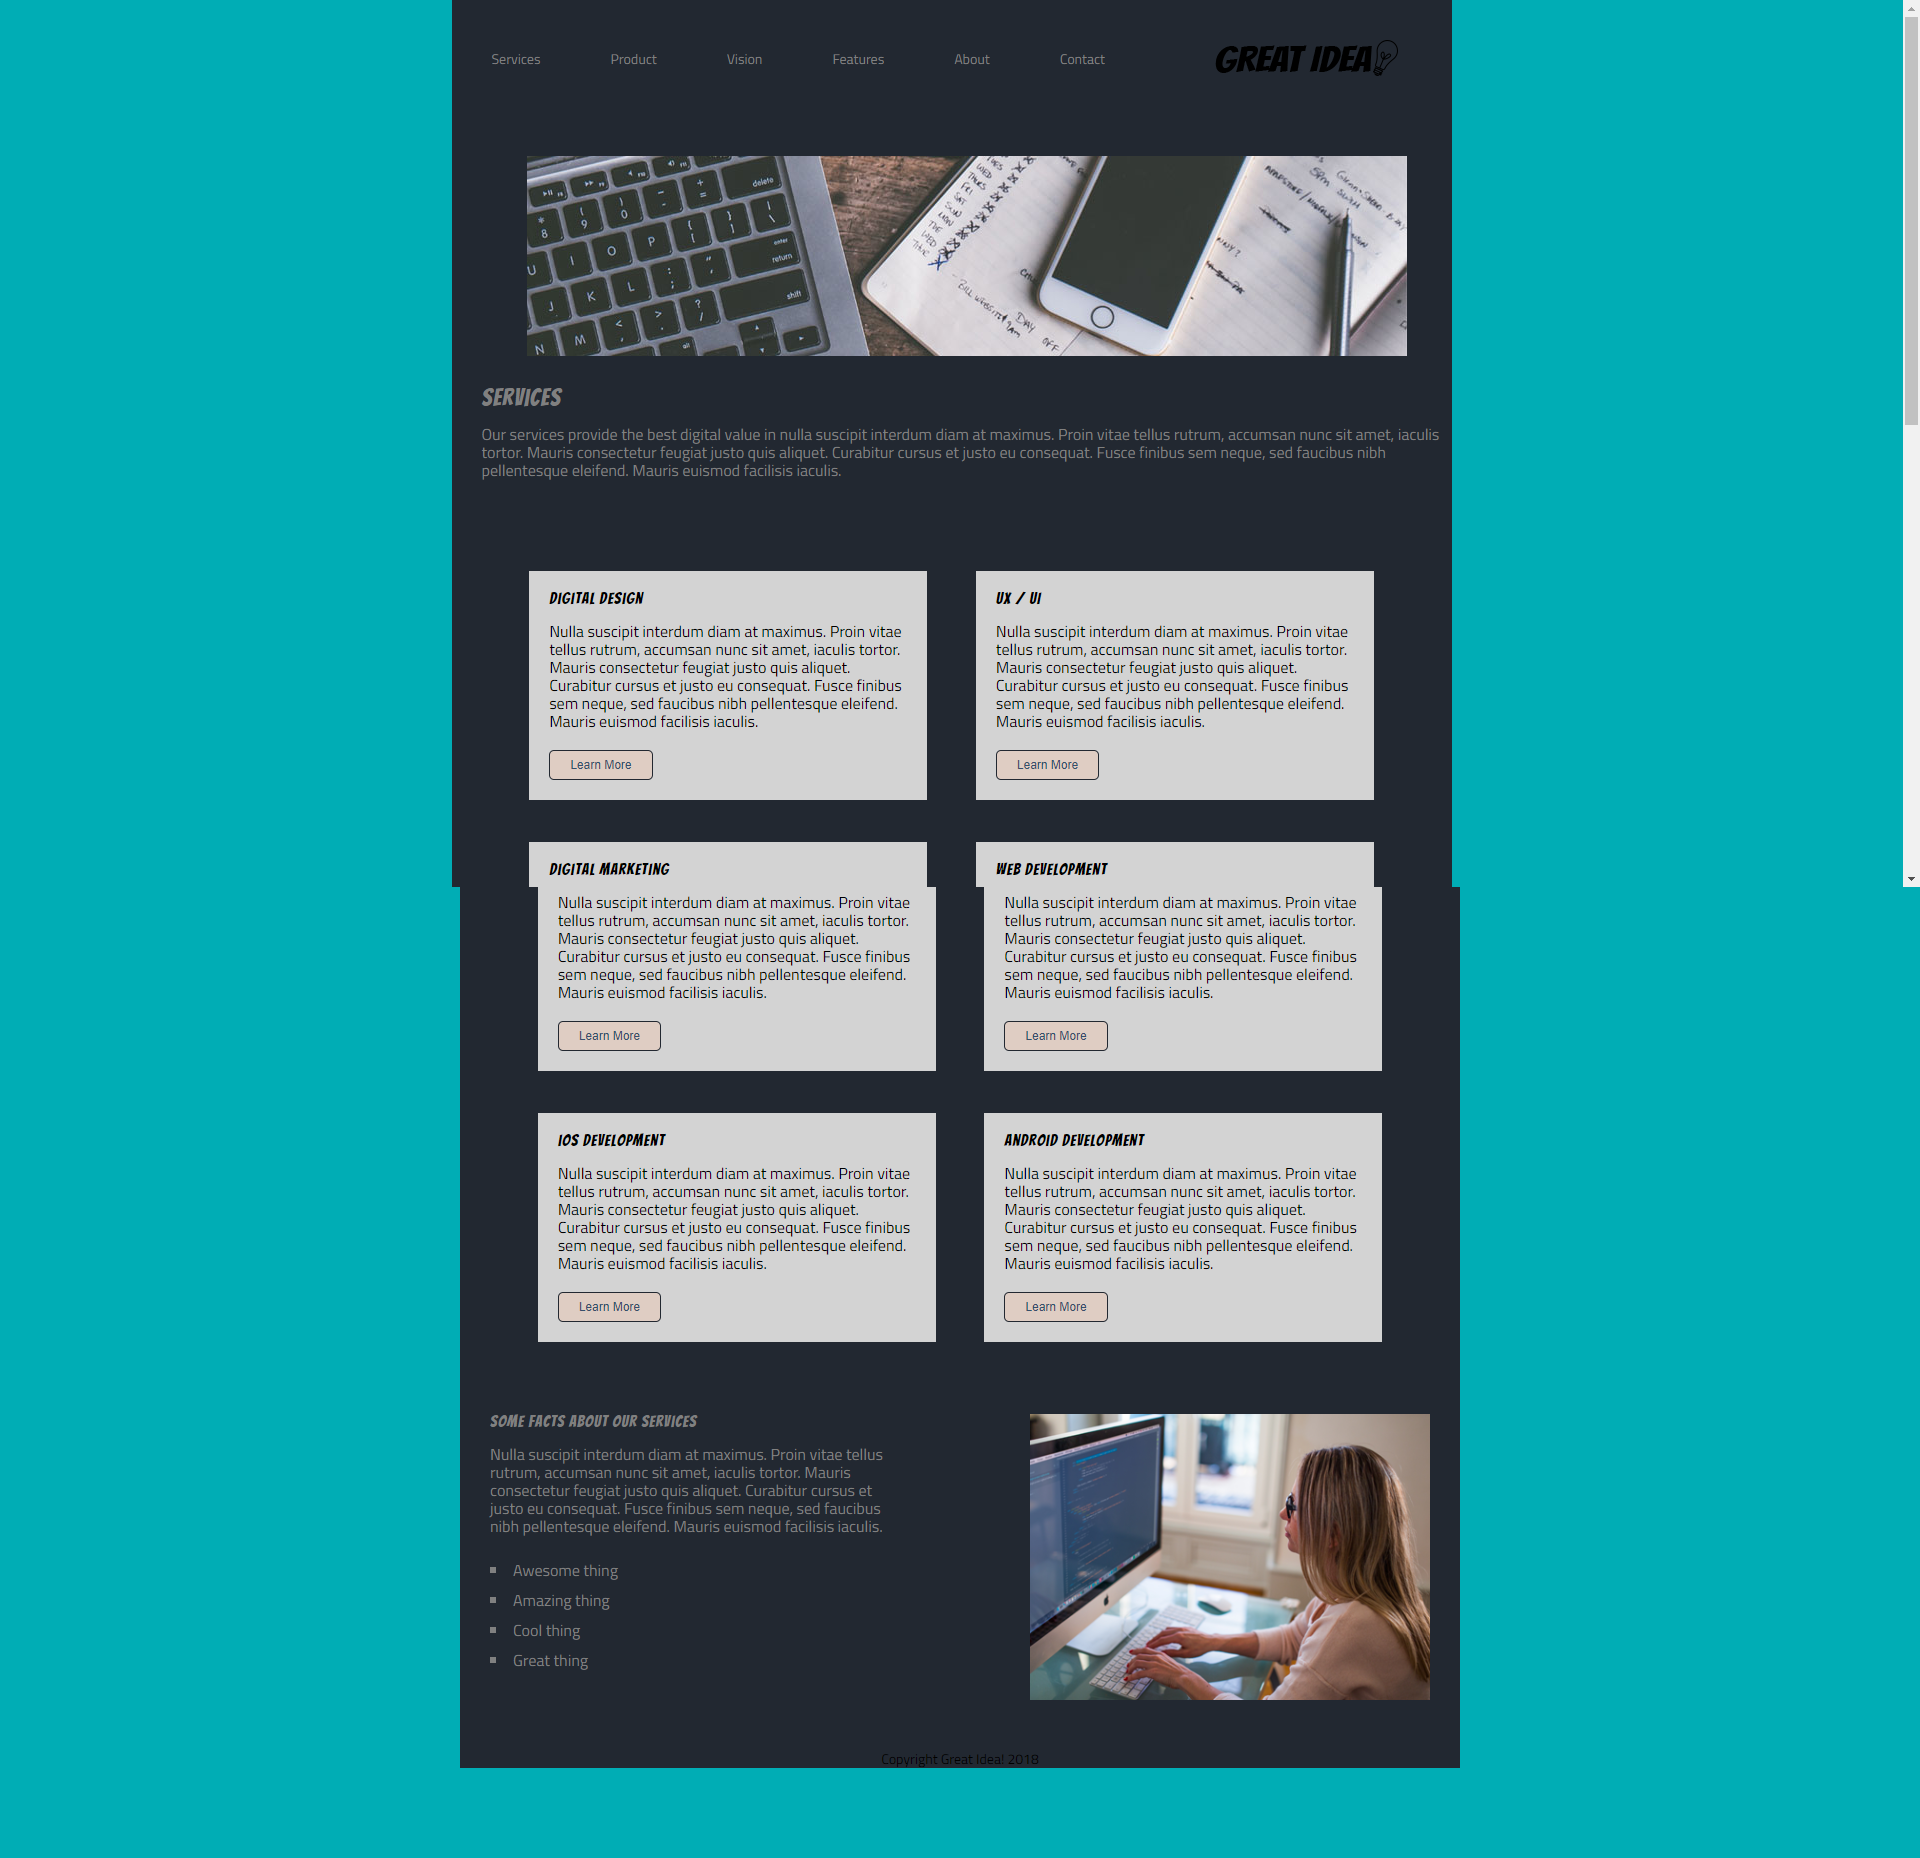 Services Product Vision Features About Contact GREAT IDEA
delete
enter
return
shift
SERVICES
Our services provide the best digital value in nulla suscipit interdum diam at maximus. Proin vitae tellus rutrum, accumsan nunc sit amet, iaculis
tortor. Mauris consectetur feugiat justo quis aliquet. Curabitur cursus et justo eu consequat. Fusce finibus sem neque, sed faucibus nibh
pellentesque eleifend. Mauris euismod facilisis iaculis.
DIGITAL DESIGN
Nulla suscipit interdum diam at maximus. Proin vitae
tellus rutrum, accumsan nunc sit amet, iaculis tortor.
Mauris consectetur feugiat justo quis aliquet.
Curabitur cursus et justo eu consequat. Fusce finibus
sem neque, sed faucibus nibh pellentesque eleifend.
Mauris euismod facilisis iaculis.
Learn More
UX / UI
Nulla suscipit interdum diam at maximus. Proin vitae
tellus rutrum, accumsan nunc sit amet, iaculis tortor.
Mauris consectetur feugiat justo quis aliquet.
Curabitur cursus et justo eu consequat. Fusce finibus
sem neque, sed faucibus nibh pellentesque eleifend.
Mauris euismod facilisis iaculis.
Learn More
DIGITAL MARKETING
Nulla suscipit interdum diam at maximus. Proin vitae
tellus rutrum, accumsan nunc sit amet, iaculis tortor.
Mauris consectetur feugiat justo quis aliquet.
Curabitur cursus et justo eu consequat. Fusce finibus
sem neque, sed faucibus nibh pellentesque eleifend.
Mauris euismod facilisis iaculis.
Learn More
WEB DEVELOPMENT
Nulla suscipit interdum diam at maximus. Proin vitae
tellus rutrum, accumsan nunc sit amet, iaculis tortor.
Mauris consectetur feugiat justo quis aliquet.
Curabitur cursus et justo eu consequat. Fusce finibus
sem neque, sed faucibus nibh pellentesque eleifend.
Mauris euismod facilisis iaculis.
Learn More
IOS DEVELOPMENT
Nulla suscipit interdum diam at maximus. Proin vitae
tellus rutrum, accumsan nunc sit amet, iaculis tortor.
Mauris consectetur feugiat justo quis aliquet.
Curabitur cursus et justo eu consequat. Fusce finibus
sem neque, sed faucibus nibh pellentesque eleifend.
Mauris euismod facilisis iaculis.
Learn More
ANDROID DEVELOPMENT
Nulla suscipit interdum diam at maximus. Proin vitae
tellus rutrum, accumsan nunc sit amet, iaculis tortor.
Mauris consectetur feugiat justo quis aliquet.
Curabitur cursus et justo eu consequat. Fusce finibus
sem neque, sed faucibus nibh pellentesque eleifend.
Mauris euismod facilisis iaculis.
Learn More
SOME FACTS ABOUT OUR SERVICES
Nulla suscipit interdum diam at maximus. Proin vitae tellus
rutrum, accumsan nunc sit amet, iaculis tortor. Mauris
consectetur feugiat justo quis aliquet. Curabitur cursus et
justo eu consequat. Fusce finibus sem neque, sed faucibus
nibh pellentesque eleifend. Mauris euismod facilisis iaculis.
Awesome thing
Amazing thing
Cool thing
Great thing
Copyright Great Idea! 2018